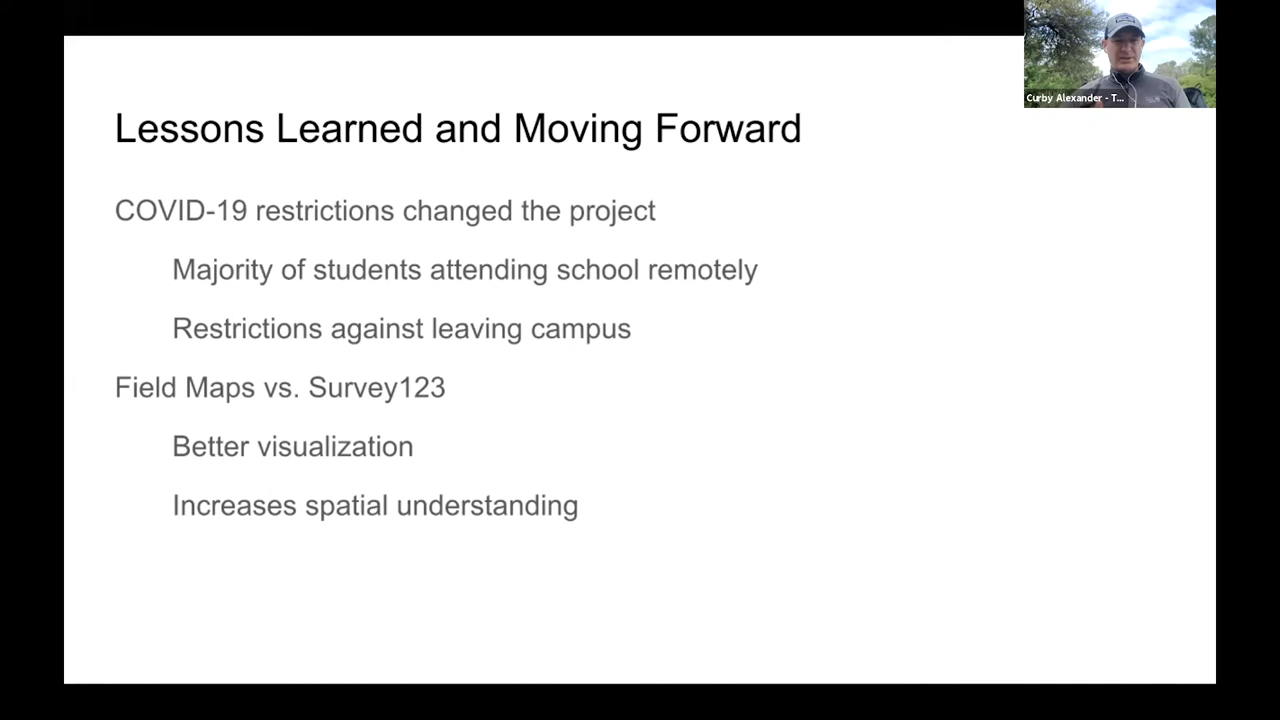 Curby Alexander - T...
Lessons Learned and Moving Forward
COVID-19 restrictions changed the project
Majority of students attending school remotely
Restrictions against leaving campus
Field Maps vs. Survey123
Better visualization
Increases spatial understanding